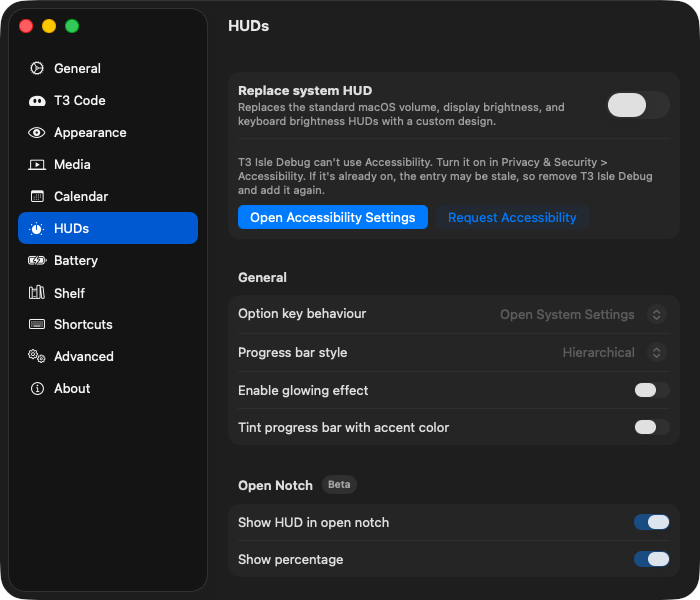 HUDs
General
T3 Code
Appearance
Media
Calendar
HUDs
Battery
Shelf
Shortcuts
Advanced
About
Replace system HUD
Replaces the standard macOS volume, display brightness, and
keyboard brightness HUDs with a custom design.
T3 Isle Debug can't use Accessibility. Turn it on in Privacy & Security >
Accessibility. If it's already on, the entry may be stale, so remove T3 Isle Debug
and add it again.
Open Accessibility Settings
Request Accessibility
General
Option key behaviour
Open System Settings
Progress bar style
Hierarchical
Enable glowing effect
Tint progress bar with accent color
Open Notch
Beta
Show HUD in open notch
Show percentage